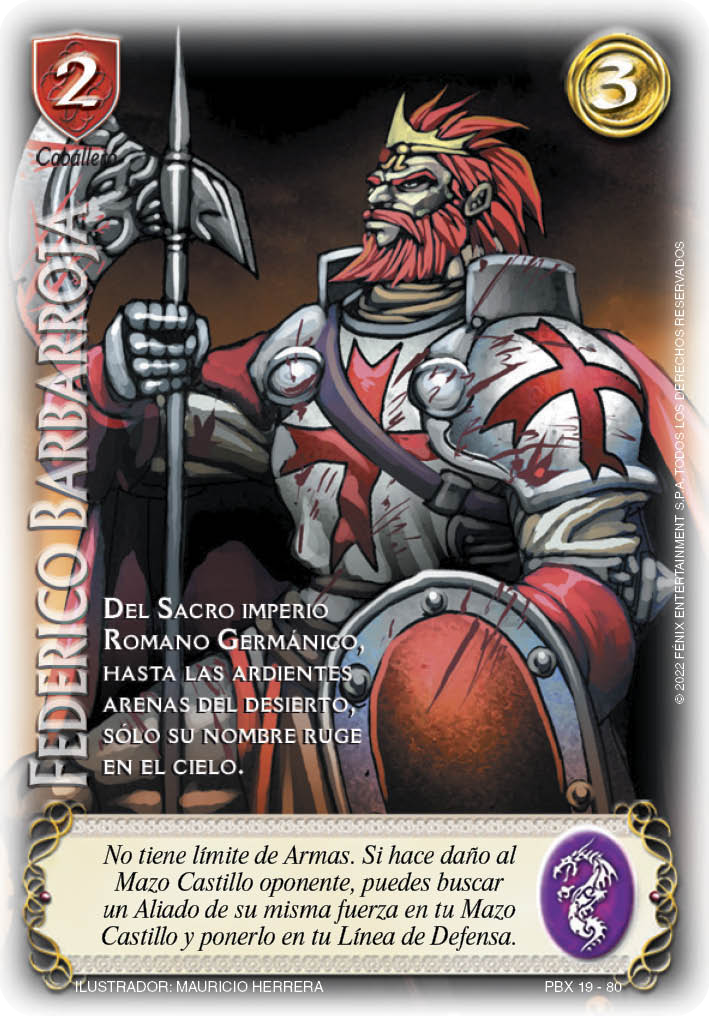 2
3
Caballero
FEDERICO BARBARROJA
© 2022 FÉNIX ENTERTAINMENT S.P.A. TODOS LOS DERECHOS RESERVADOS
DEL SACRO IMPERIO
ROMANO GERMÁNICO,
HASTA LAS ARDIENTES
ARENAS DEL DESIERTO,
SÓLO SU NOMBRE RUGE
EN EL CIELO.
No tiene límite de Armas. Si hace daño al
Mazo Castillo oponente, puedes buscar
un Aliado de su misma fuerza en tu Mazo
Castillo y ponerlo en tu Línea de Defensa.
ILUSTRADOR: MAURICIO HERRERA
PBX 19 - 80